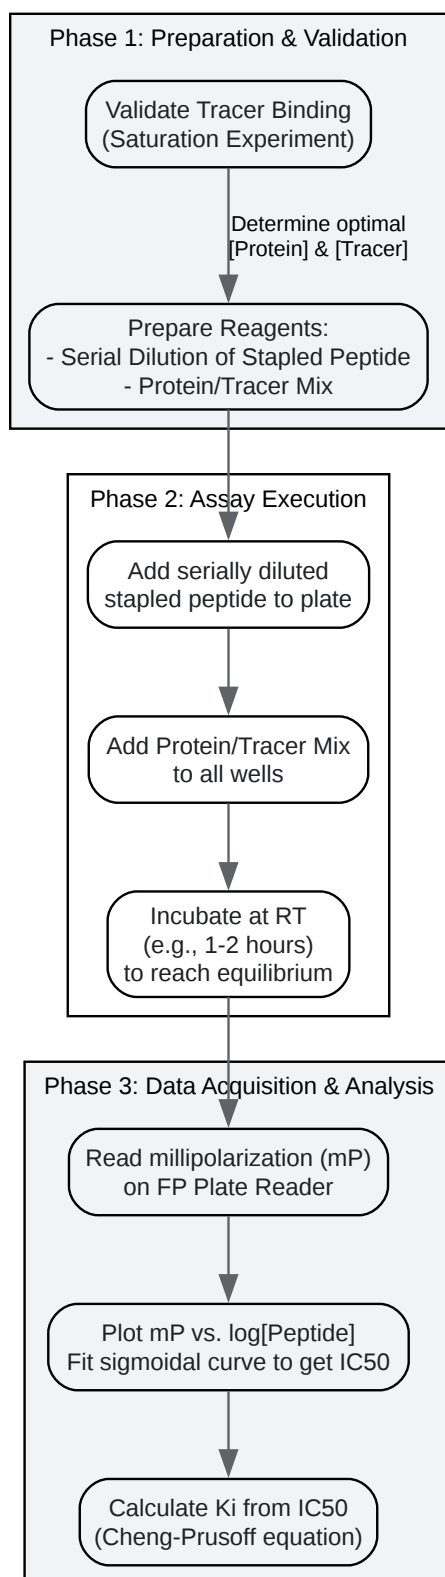 Phase 1: Preparation & Validation
Validate Tracer Binding
(Saturation Experiment)
Determine optimal
[Protein] & [Tracer]
Prepare Reagents:
- Serial Dilution of Stapled Peptide
- Protein/Tracer Mix
Phase 2: Assay Execution
Add serially diluted
stapled peptide to plate
Add Protein/Tracer Mix
to all wells
Incubate at RT
(e.g., 1-2 hours)
to reach equilibrium
Phase 3: Data Acquisition & Analysis
Read millipolarization (mP)
on FP Plate Reader
Plot mP vs. log[Peptide]
Fit sigmoidal curve to get IC50
Calculate Ki from IC50
(Cheng-Prusoff equation)